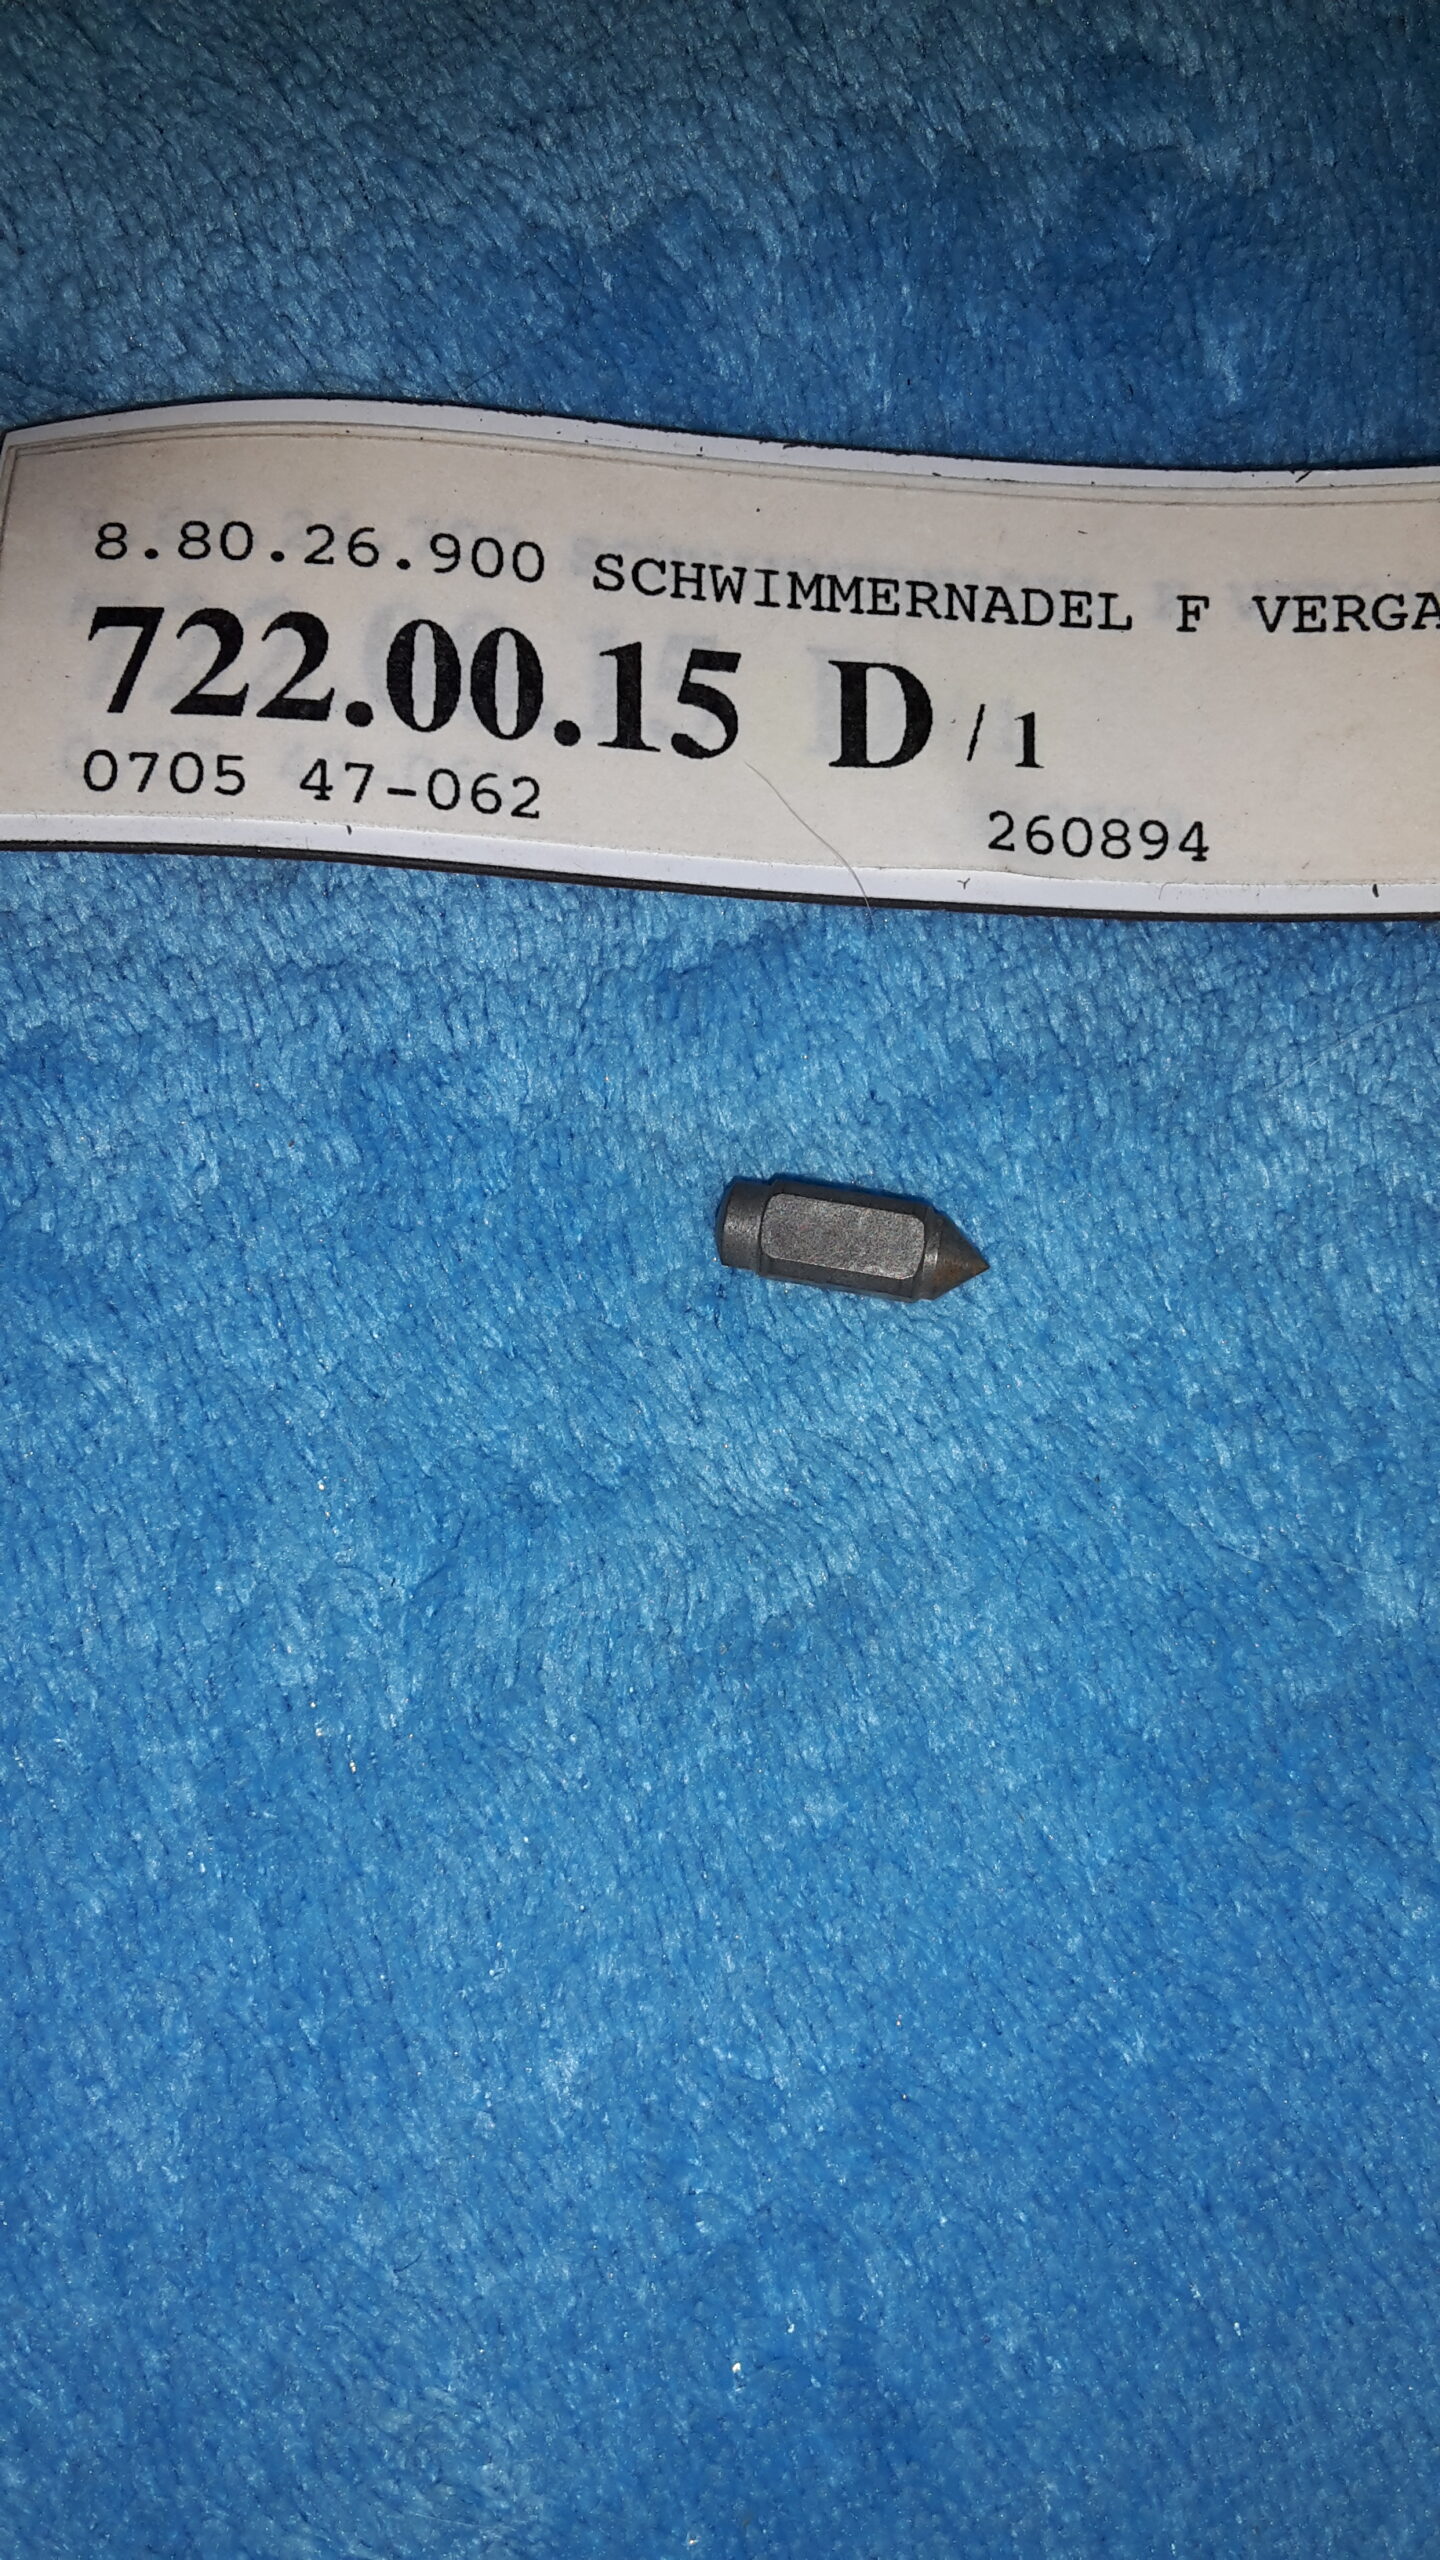 8.80.26.900 SCHWIMMERNADEL F VERGA
722.00.15 D / 1
0705 47-062 260894